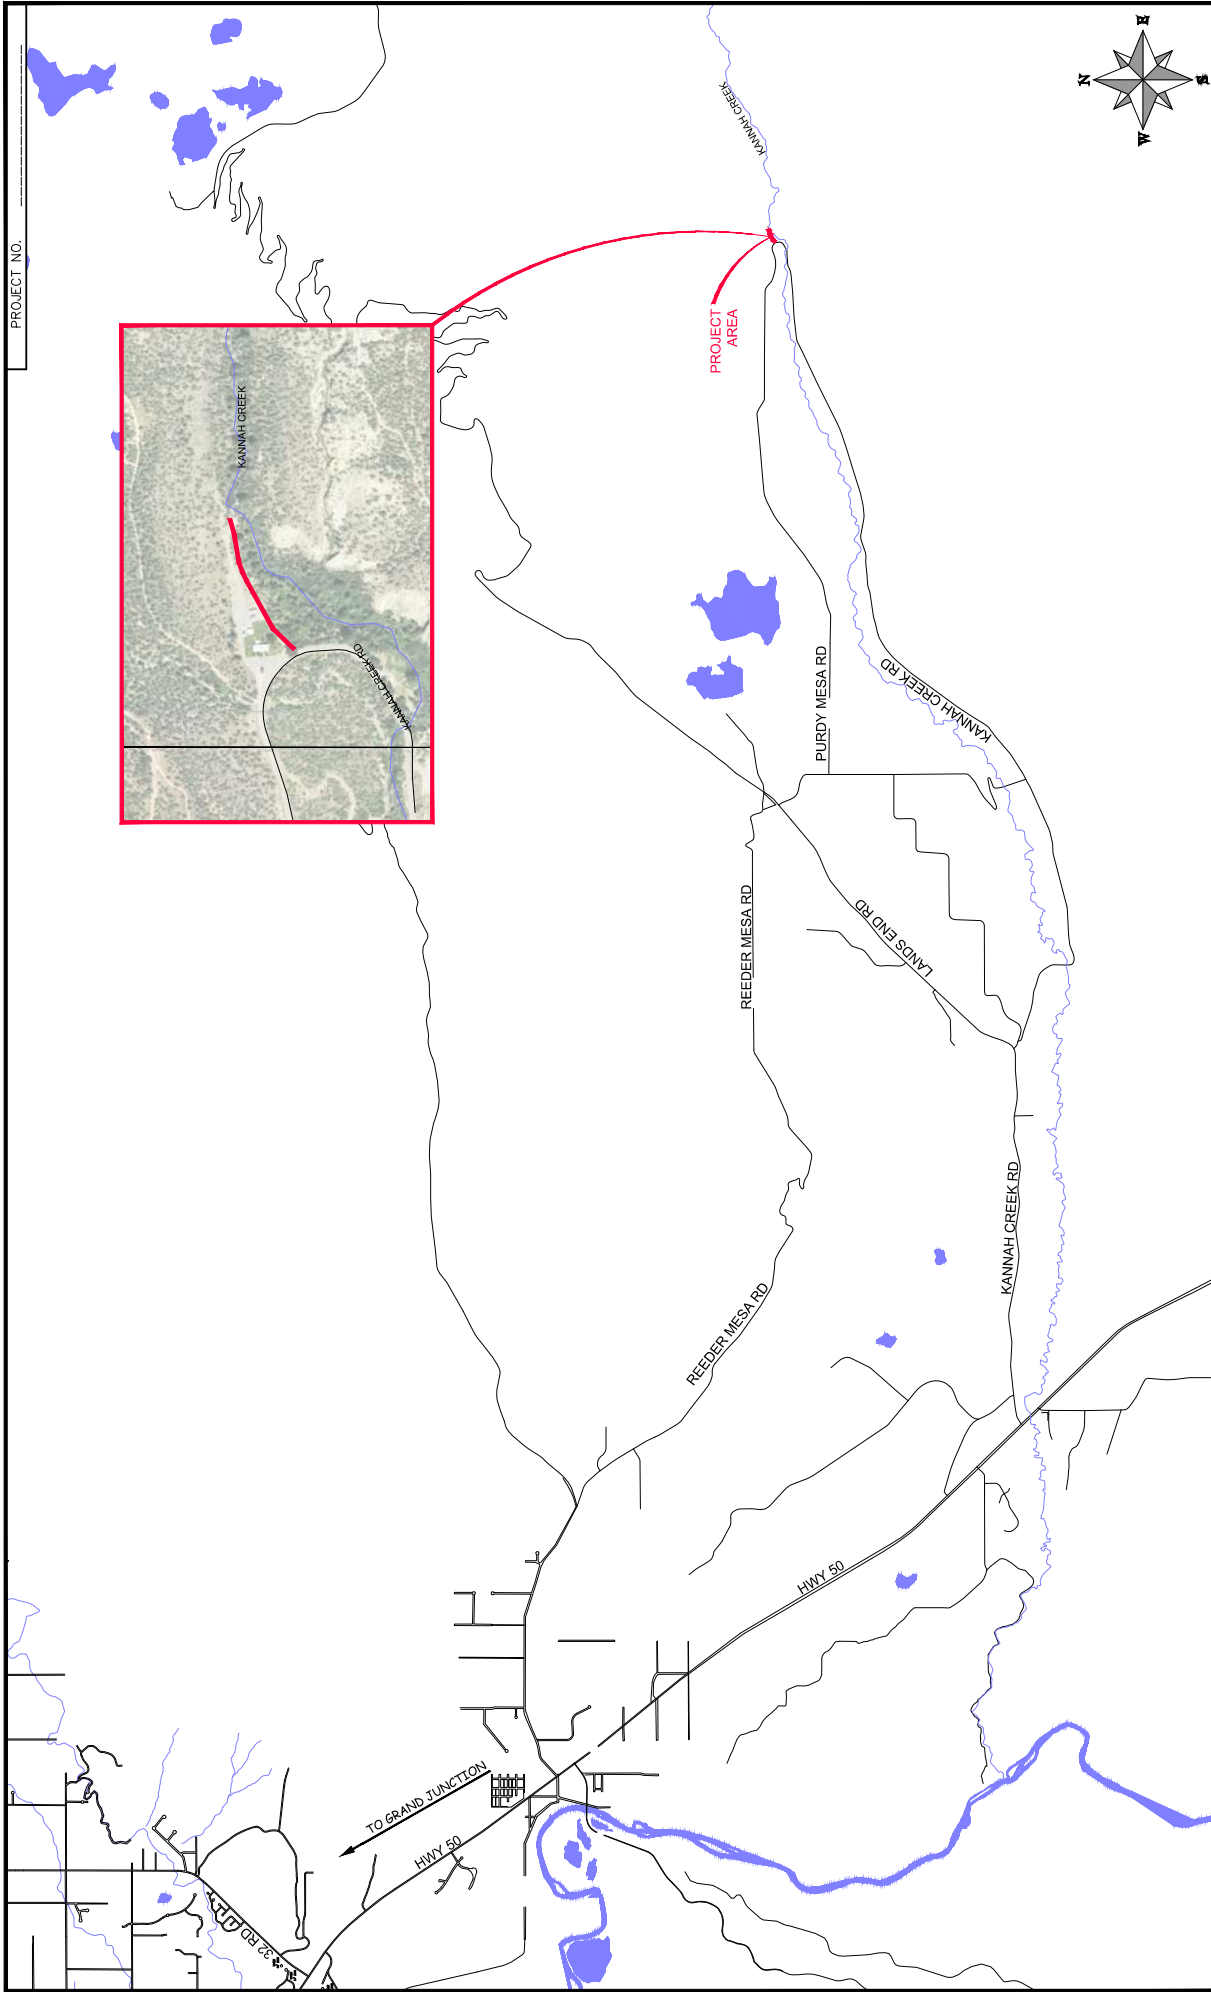 PROJECT NO.
E
N
S
W
KANNAH CREEK
PROJECT
AREA
KANNAH CREEK
KANNAH CREEK RD
PURDY MESA RD
KANNAH CREEK RD
REEDER MESA RD
LANDS END RD
KANNAH CREEK RD
REEDER MESA RD
HWY 50
TO GRAND JUNCTION
HWY 50
32 RD